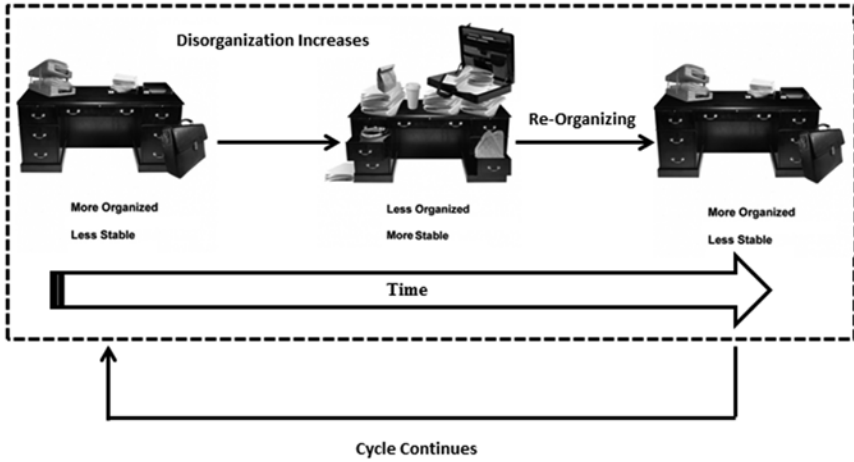 Disorganization Increases
Re-Organizing
More Organized
Less Stable
Less Organized
More Stable
More Organized
Less Stable
Time
Cycle Continues